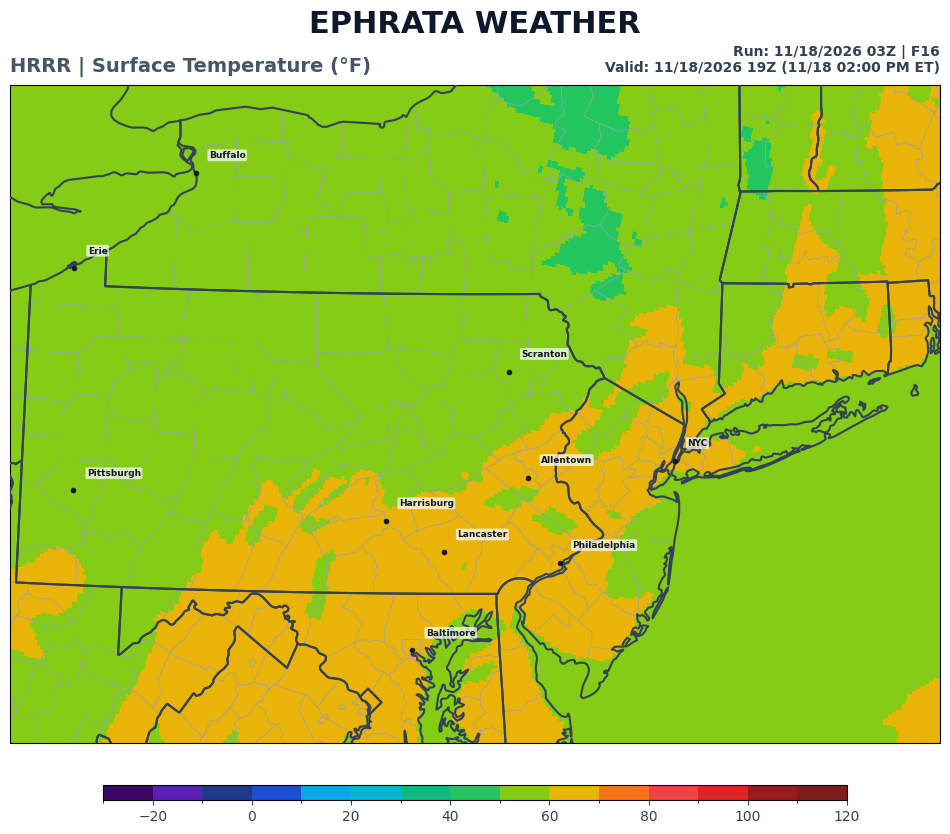 EPHRATA WEATHER
HRRR | Surface Temperature (°F)
Run: 11/18/2026 03Z | F16
Valid: 11/18/2026 19Z (11/18 02:00 PM ET)
Buffalo
Erie
Scranton
NYC
Allentown
Pittsburgh
Harrisburg
Lancaster
Philadelphia
Baltimore
−20 0 20 40 60 80 100 120